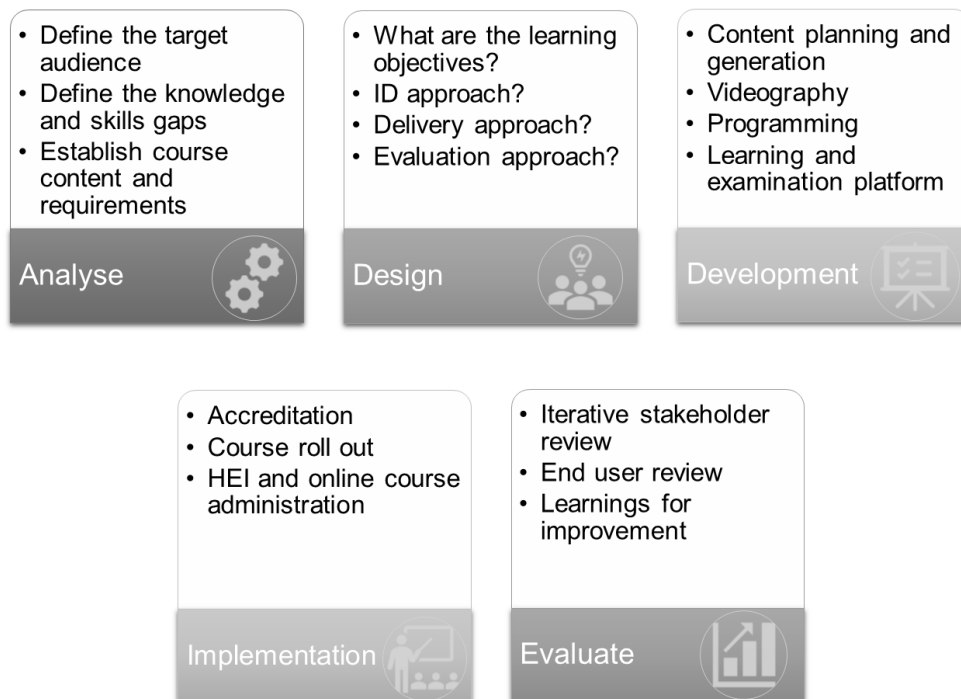 • Define the target
audience
• Define the knowledge
and skills gaps
• Establish course
content and
requirements
Analyse
• What are the learning
objectives?
• ID approach?
• Delivery approach?
• Evaluation approach?
Design
• Content planning and
generation
• Videography
• Programming
• Learning and
examination platform
Development
• Accreditation
• Course roll out
• HEI and online course
administration
Implementation
• Iterative stakeholder
review
• End user review
• Learnings for
improvement
Evaluate